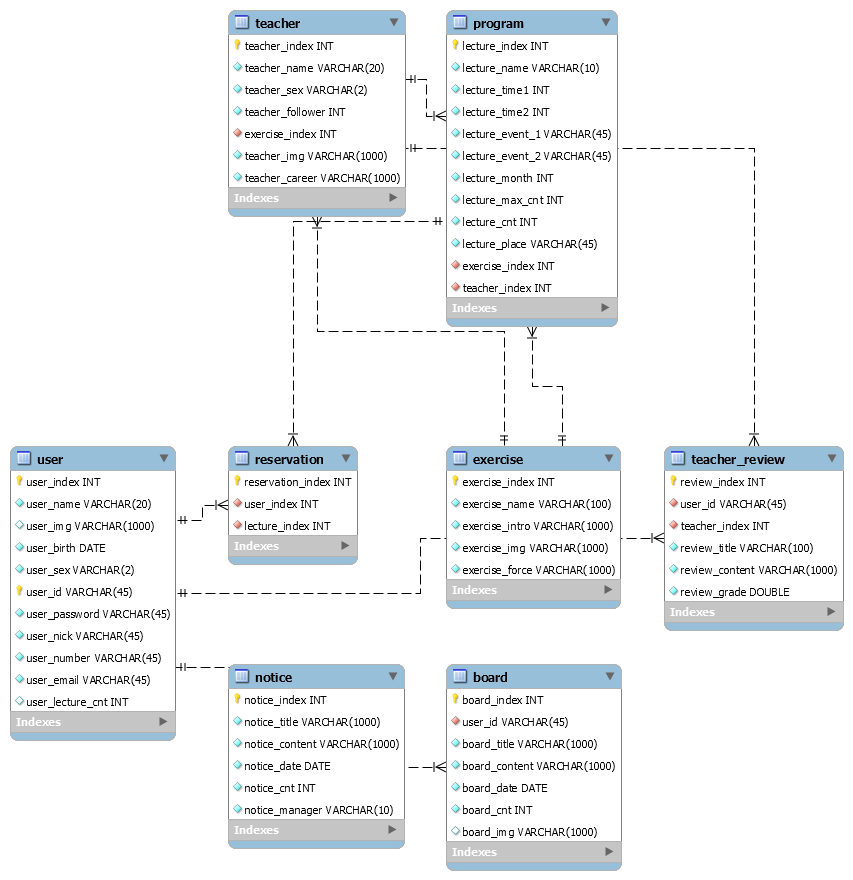 teacher
teacher_index INT
teacher_name VARCHAR(20)
teacher_sex VARCHAR(2)
teacher_follower INT
exercise_index INT
teacher_img VARCHAR(1000)
teacher_career VARCHAR(1000)
Indexes
program
lecture_index INT
lecture_name VARCHAR(10)
lecture_time1 INT
lecture_time2 INT
lecture_event_1 VARCHAR(45)
lecture_event_2 VARCHAR(45)
lecture_month INT
lecture_max_cnt INT
lecture_cnt INT
lecture_place VARCHAR(45)
exercise_index INT
teacher_index INT
Indexes
user
user_index INT
user_name VARCHAR(20)
user_img VARCHAR(1000)
user_birth DATE
user_sex VARCHAR(2)
user_id VARCHAR(45)
user_password VARCHAR(45)
user_nick VARCHAR(45)
user_number VARCHAR(45)
user_email VARCHAR(45)
user_lecture_cnt INT
Indexes
reservation
reservation_index INT
user_index INT
lecture_index INT
Indexes
exercise
exercise_index INT
exercise_name VARCHAR(100)
exercise_intro VARCHAR(1000)
exercise_img VARCHAR(1000)
exercise_force VARCHAR(1000)
Indexes
teacher_review
review_index INT
user_id VARCHAR(45)
teacher_index INT
review_title VARCHAR(100)
review_content VARCHAR(1000)
review_grade DOUBLE
Indexes
notice
notice_index INT
notice_title VARCHAR(1000)
notice_content VARCHAR(1000)
notice_date DATE
notice_cnt INT
notice_manager VARCHAR(10)
Indexes
board
board_index INT
user_id VARCHAR(45)
board_title VARCHAR(1000)
board_content VARCHAR(1000)
board_date DATE
board_cnt INT
board_img VARCHAR(1000)
Indexes